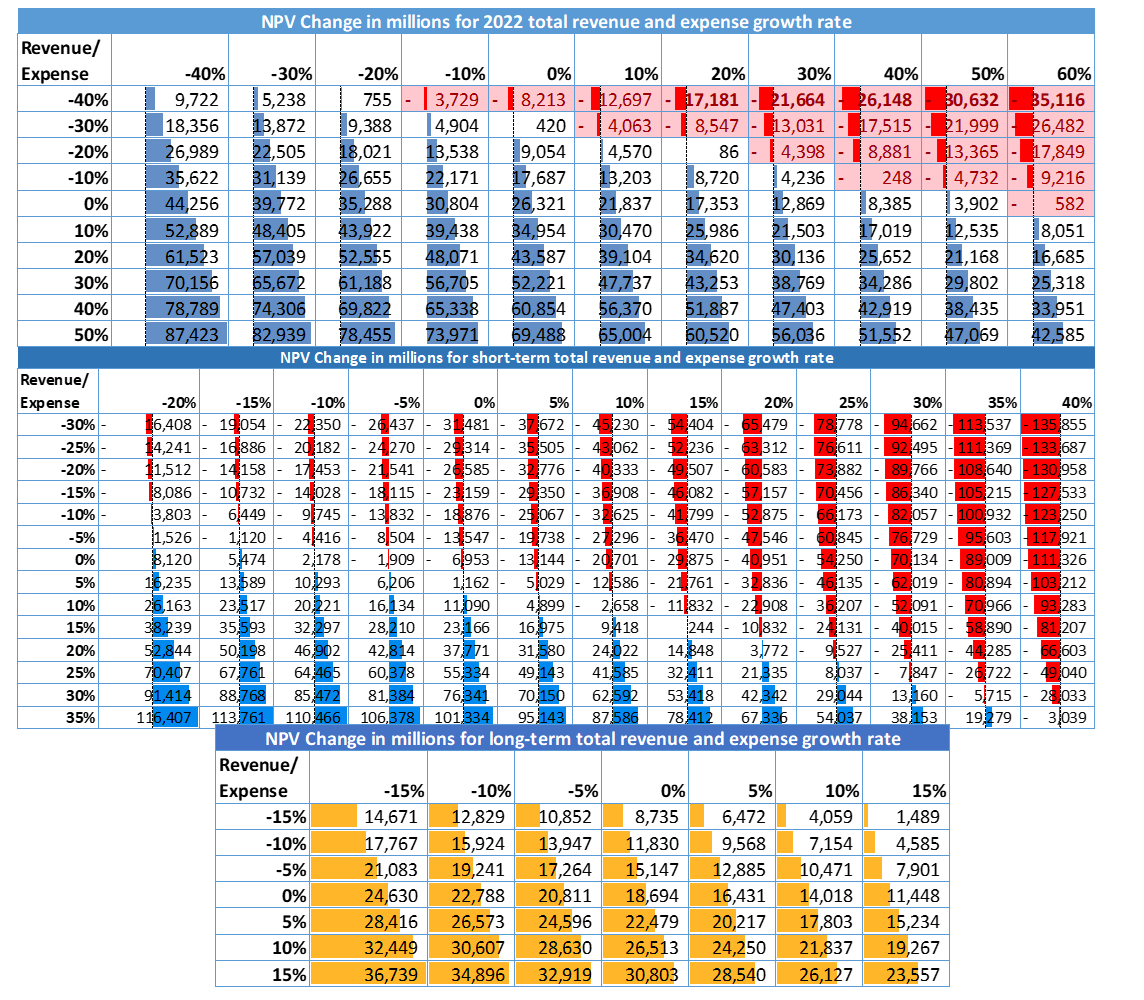 NPV Change in millions for 2022 total revenue and expense growth rate
Revenue/
Expense -40% -30% -20% -10% 0% 10% 20% 30% 40% 50% 60%
-40% 9,722 5,238 755 - 3,729 - 8,213 - 12,697 - 17,181 - 21,664 - 26,148 - 30,632 - 35,116
-30% 18,356 13,872 9,388 4,904 420 - 4,063 - 8,547 - 13,031 - 17,515 - 21,999 - 26,482
-20% 26,989 22,505 18,021 13,538 9,054 4,570 86 - 4,398 - 8,881 - 13,365 - 17,849
-10% 35,622 31,139 26,655 22,171 17,687 13,203 8,720 4,236 - 248 - 4,732 - 9,216
0% 44,256 39,772 35,288 30,804 26,321 21,837 17,353 12,869 8,385 3,902 - 582
10% 52,889 48,405 43,922 39,438 34,954 30,470 25,986 21,503 17,019 12,535 8,051
20% 61,523 57,039 52,555 48,071 43,587 39,104 34,620 30,136 25,652 21,168 16,685
30% 70,156 65,672 61,188 56,705 52,221 47,737 43,253 38,769 34,286 29,802 25,318
40% 78,789 74,306 69,822 65,338 60,854 56,370 51,887 47,403 42,919 38,435 33,951
50% 87,423 82,939 78,455 73,971 69,488 65,004 60,520 56,036 51,552 47,069 42,585
NPV Change in millions for short-term total revenue and expense growth rate
Revenue/
Expense -20% -15% -10% -5% 0% 5% 10% 15% 20% 25% 30% 35% 40%
-30% - 16,408 - 19,054 - 22,350 - 26,437 - 31,481 - 37,672 - 45,230 - 54,404 - 65,479 - 78,778 - 94,662 - 113,537 - 135,855
-25% - 14,241 - 16,886 - 20,182 - 24,270 - 29,314 - 35,505 - 43,062 - 52,236 - 63,312 - 76,611 - 92,495 - 111,369 - 133,687
-20% - 11,512 - 14,158 - 17,453 - 21,541 - 26,585 - 32,776 - 40,333 - 49,507 - 60,583 - 73,882 - 89,766 - 108,640 - 130,958
-15% - 8,086 - 10,732 - 14,028 - 18,115 - 23,159 - 29,350 - 36,908 - 46,082 - 57,157 - 70,456 - 86,340 - 105,215 - 127,533
-10% - 3,803 - 6,449 - 9,745 - 13,832 - 18,876 - 25,067 - 32,625 - 41,799 - 52,875 - 66,173 - 82,057 - 100,932 - 123,250
-5% 1,526 - 1,120 - 4,416 - 8,504 - 13,547 - 19,738 - 27,296 - 36,470 - 47,546 - 60,845 - 76,729 - 95,603 - 117,921
0% 8,120 5,474 2,178 - 1,909 - 6,953 - 13,144 - 20,701 - 29,875 - 40,951 - 54,250 - 70,134 - 89,009 - 111,326
5% 16,235 13,589 10,293 6,206 1,162 - 5,029 - 12,586 - 21,761 - 32,836 - 46,135 - 62,019 - 80,894 - 103,212
10% 26,163 23,517 20,221 16,134 11,090 4,899 - 2,658 - 11,832 - 22,908 - 36,207 - 52,091 - 70,966 - 93,283
15% 38,239 35,593 32,297 28,210 23,166 16,975 9,418 244 - 10,832 - 24,131 - 40,015 - 58,890 - 81,207
20% 52,844 50,198 46,902 42,814 37,771 31,580 24,022 14,848 3,772 - 9,527 - 25,411 - 44,285 - 66,603
25% 70,407 67,761 64,465 60,378 55,334 49,143 41,585 32,411 21,335 8,037 - 7,847 - 26,722 - 49,040
30% 91,414 88,768 85,472 81,384 76,341 70,150 62,592 53,418 42,342 29,044 13,160 - 5,715 - 28,033
35% 116,407 113,761 110,466 106,378 101,334 95,143 87,586 78,412 67,336 54,037 38,153 19,279 - 3,039
NPV Change in millions for long-term total revenue and expense growth rate
Revenue/
Expense -15% -10% -5% 0% 5% 10% 15%
-15% 14,671 12,829 10,852 8,735 6,472 4,059 1,489
-10% 17,767 15,924 13,947 11,830 9,568 7,154 4,585
-5% 21,083 19,241 17,264 15,147 12,885 10,471 7,901
0% 24,630 22,788 20,811 18,694 16,431 14,018 11,448
5% 28,416 26,573 24,596 22,479 20,217 17,803 15,234
10% 32,449 30,607 28,630 26,513 24,250 21,837 19,267
15% 36,739 34,896 32,919 30,803 28,540 26,127 23,557